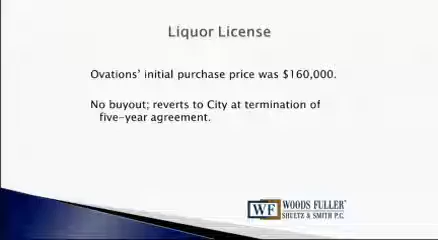 Liquor License
Ovations' initial purchase price was $160,000.
No buyout; reverts to City at termination of
five-year agreement.
WF WOODS FULLER
SHULTZ & SMITH P.C.